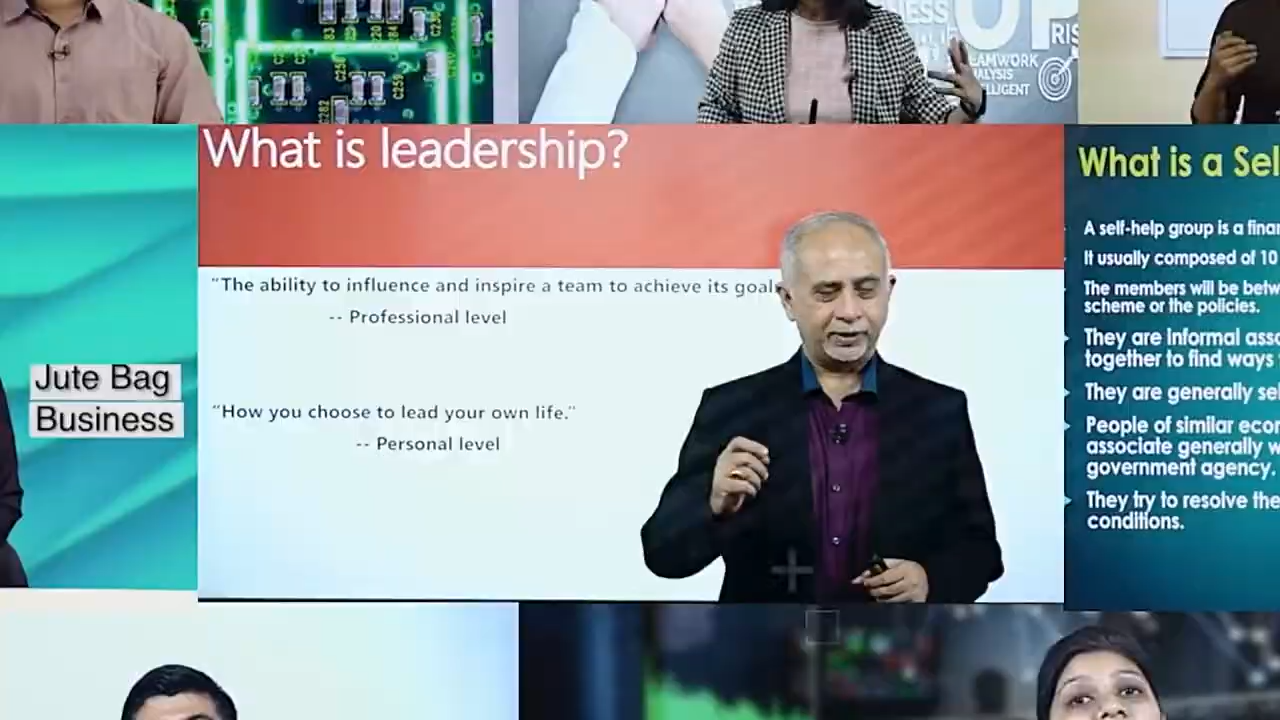 UP
RIS
TEAMWORK
ANALYSIS
What is leadership?
"The ability to influence and inspire a team to achieve its goal
-- Professional level
"How you choose to lead your own life."
-- Personal level
Jute Bag
Business
What is a Sel
A self-help group is a finan
It usually composed of 10
The members will be betw
scheme or the policies.
They are informal asso
together to find ways
They are generally sel
People of similar econ
associate generally w
government agency.
They try to resolve the
conditions.